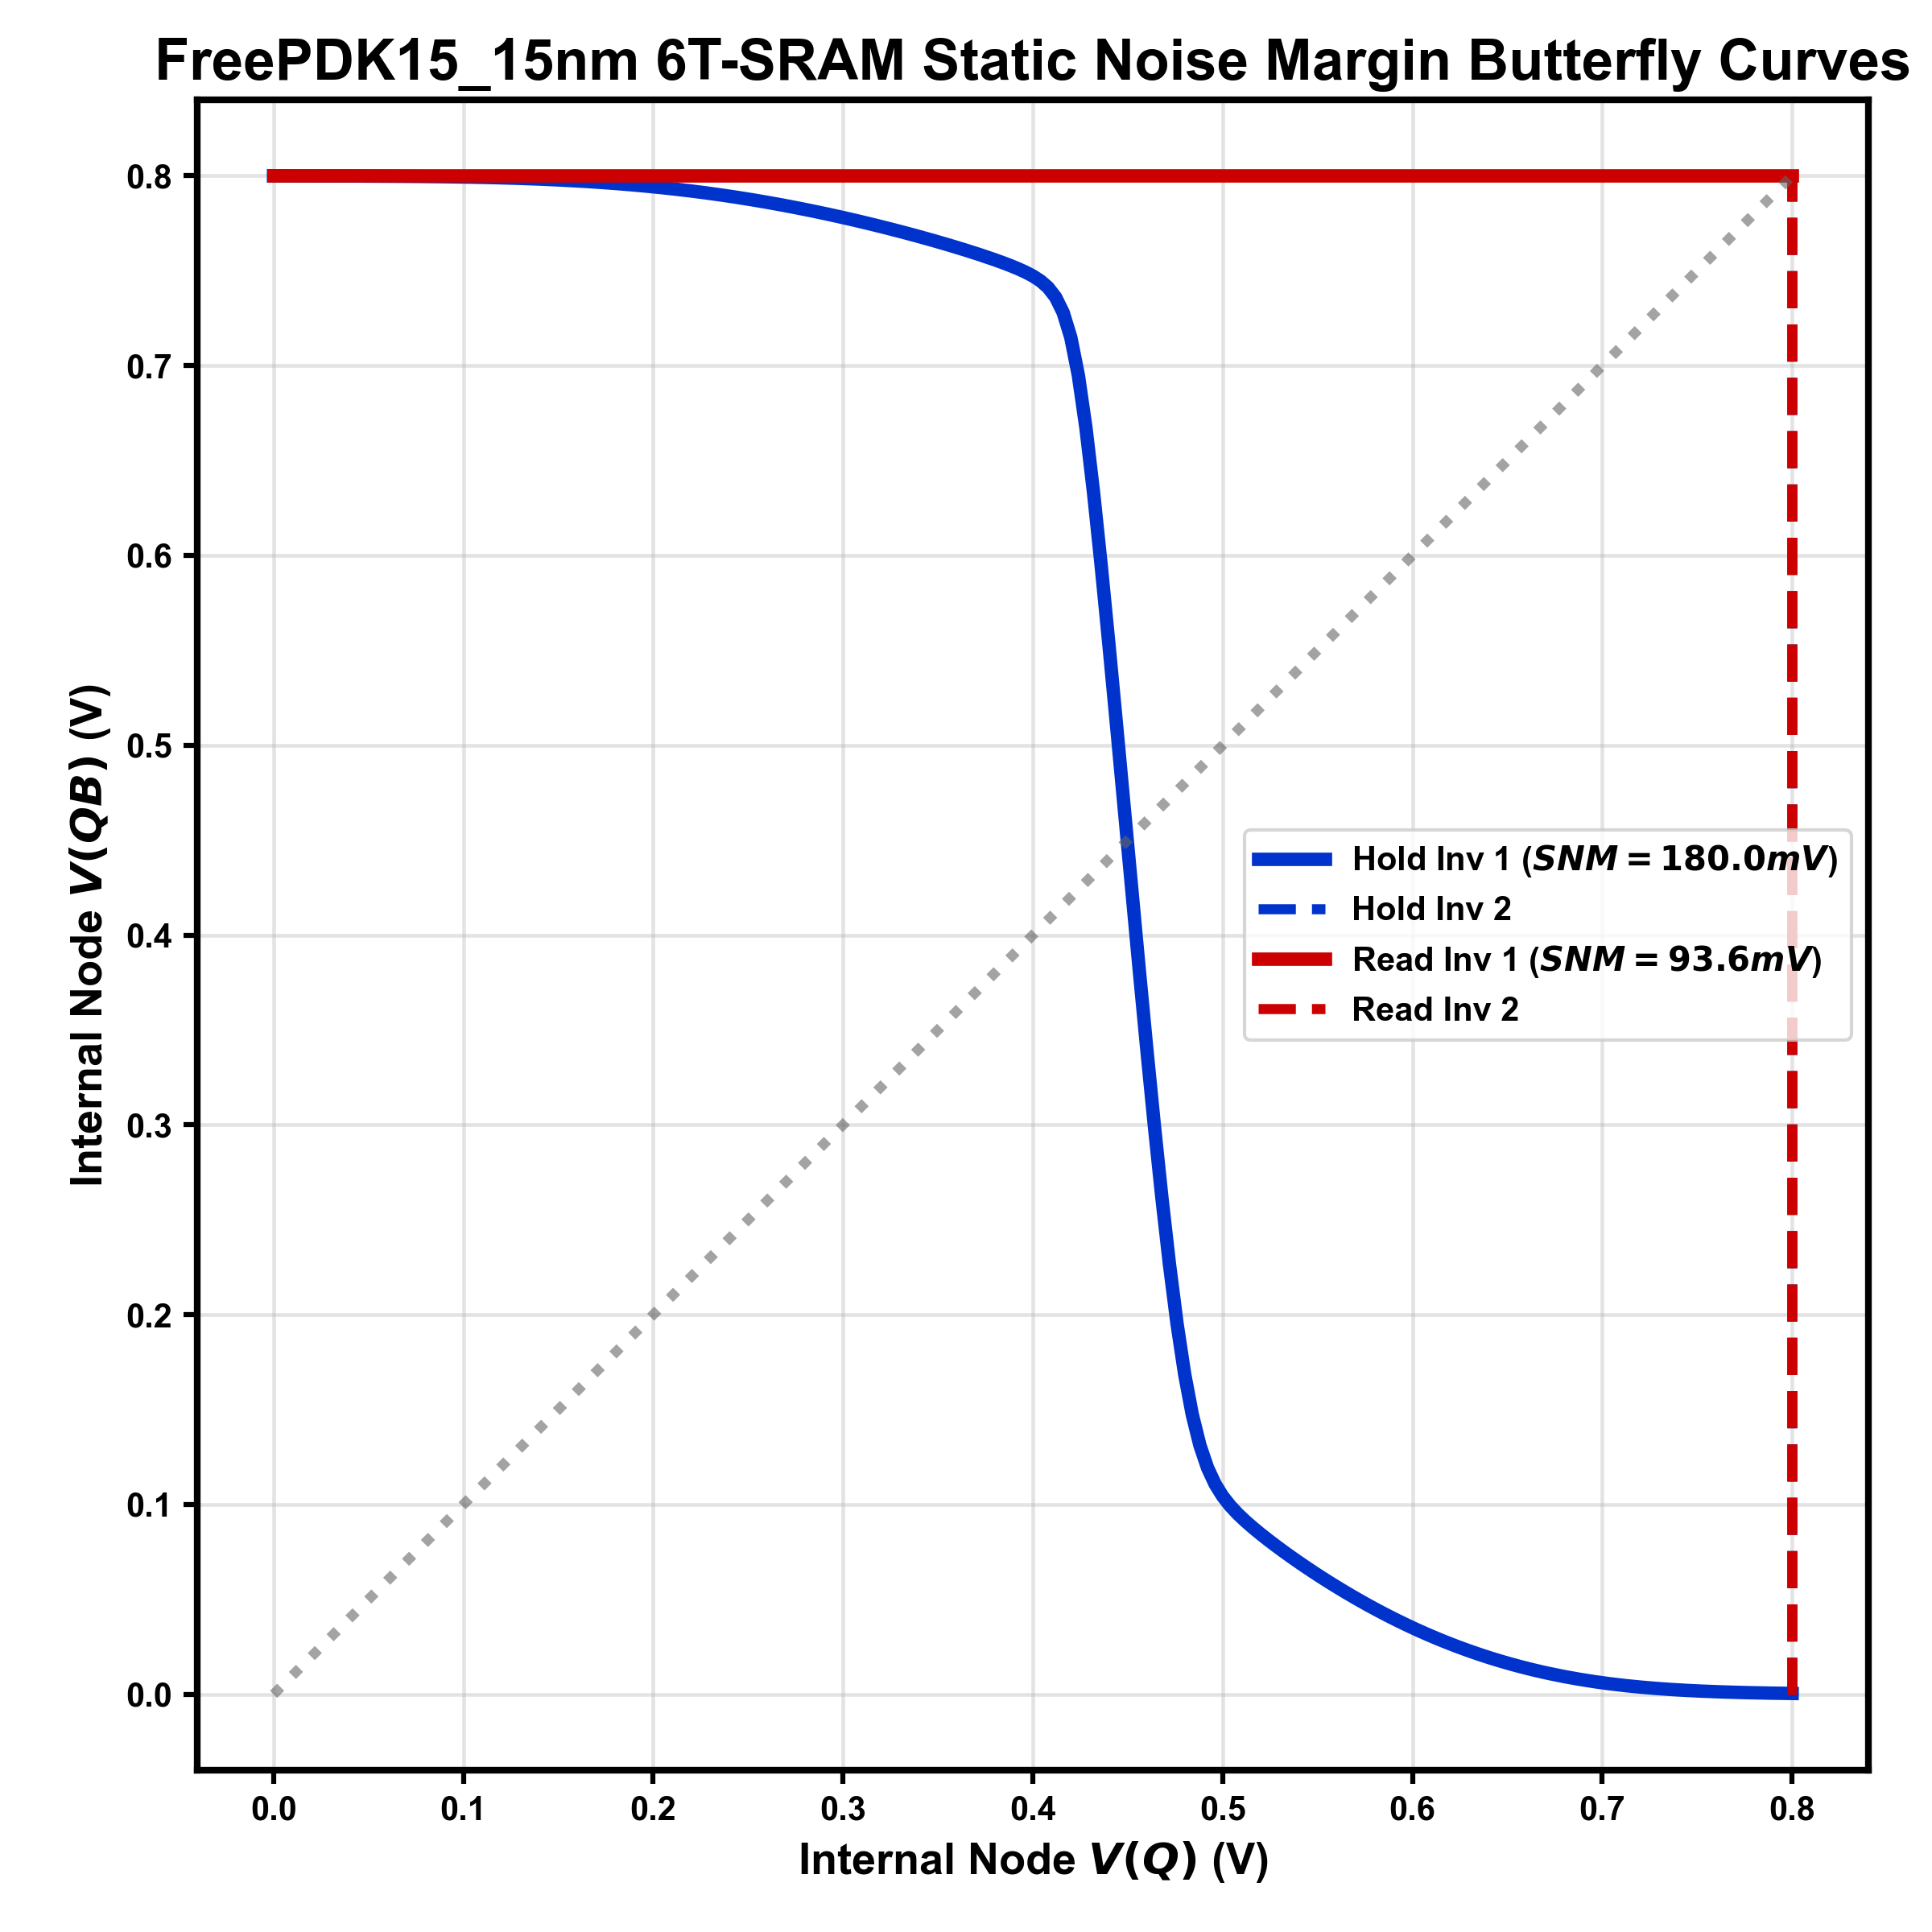 FreePDK15_15nm 6T-SRAM Static Noise Margin Butterfly Curves
Internal Node V(QB) (V)
0.8
0.7
0.6
0.5
0.4
0.3
0.2
0.1
0.0
Hold Inv 1 (SNM = 180.0mV)
Hold Inv 2
Read Inv 1 (SNM = 93.6mV)
Read Inv 2
0.0 0.1 0.2 0.3 0.4 0.5 0.6 0.7 0.8
Internal Node V(Q) (V)